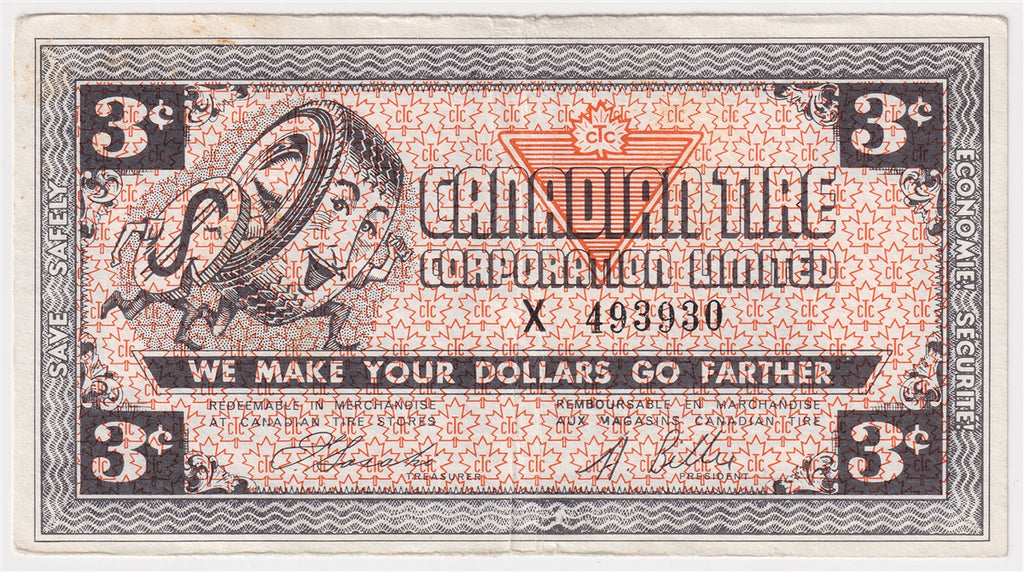 3¢ 3¢
CTC
CANADIAN TIRE
CORPORATION LIMITED
X 493930
SAVE SAFELY
ECONOMIE! SECURITE!
WE MAKE YOUR DOLLARS GO FARTHER
REDEEMABLE IN MERCHANDISE
AT CANADIAN TIRE STORES
REMBOURSABLE EN MARCHANDISE
AUX MAGASINS CANADIAN TIRE
TREASURER
PRESIDENT
3¢ 3¢